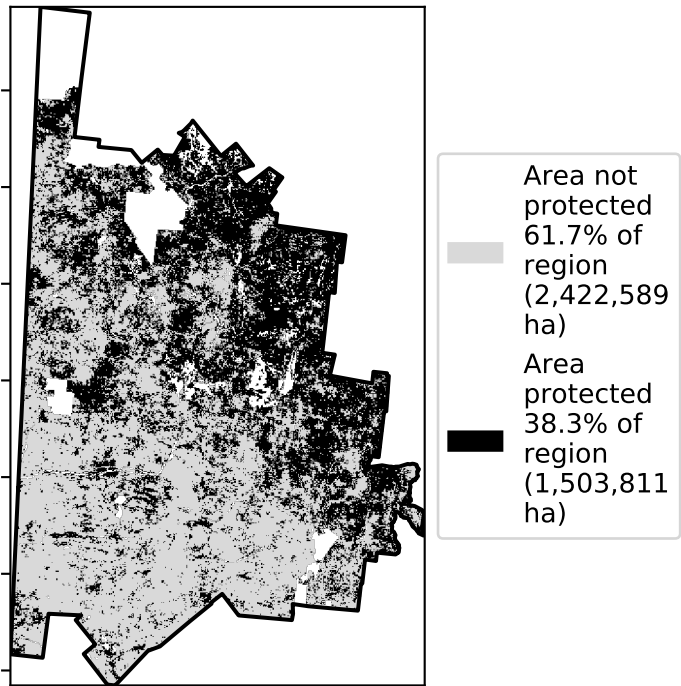 Area not
protected
61.7% of
region
(2,422,589
ha)
Area
protected
38.3% of
region
(1,503,811
ha)